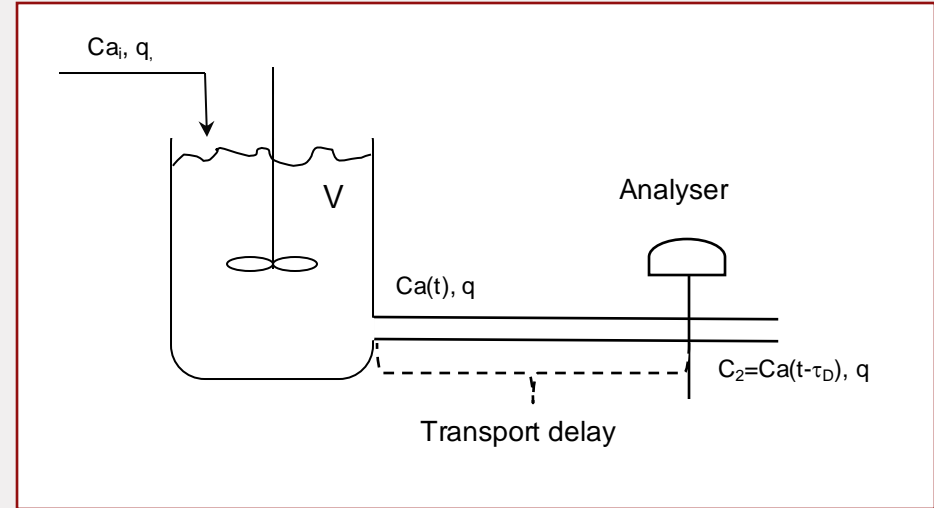 Caᵢ, q,
V
Analyser
Ca(t), q
C₂=Ca(t-τ_D), q
Transport delay